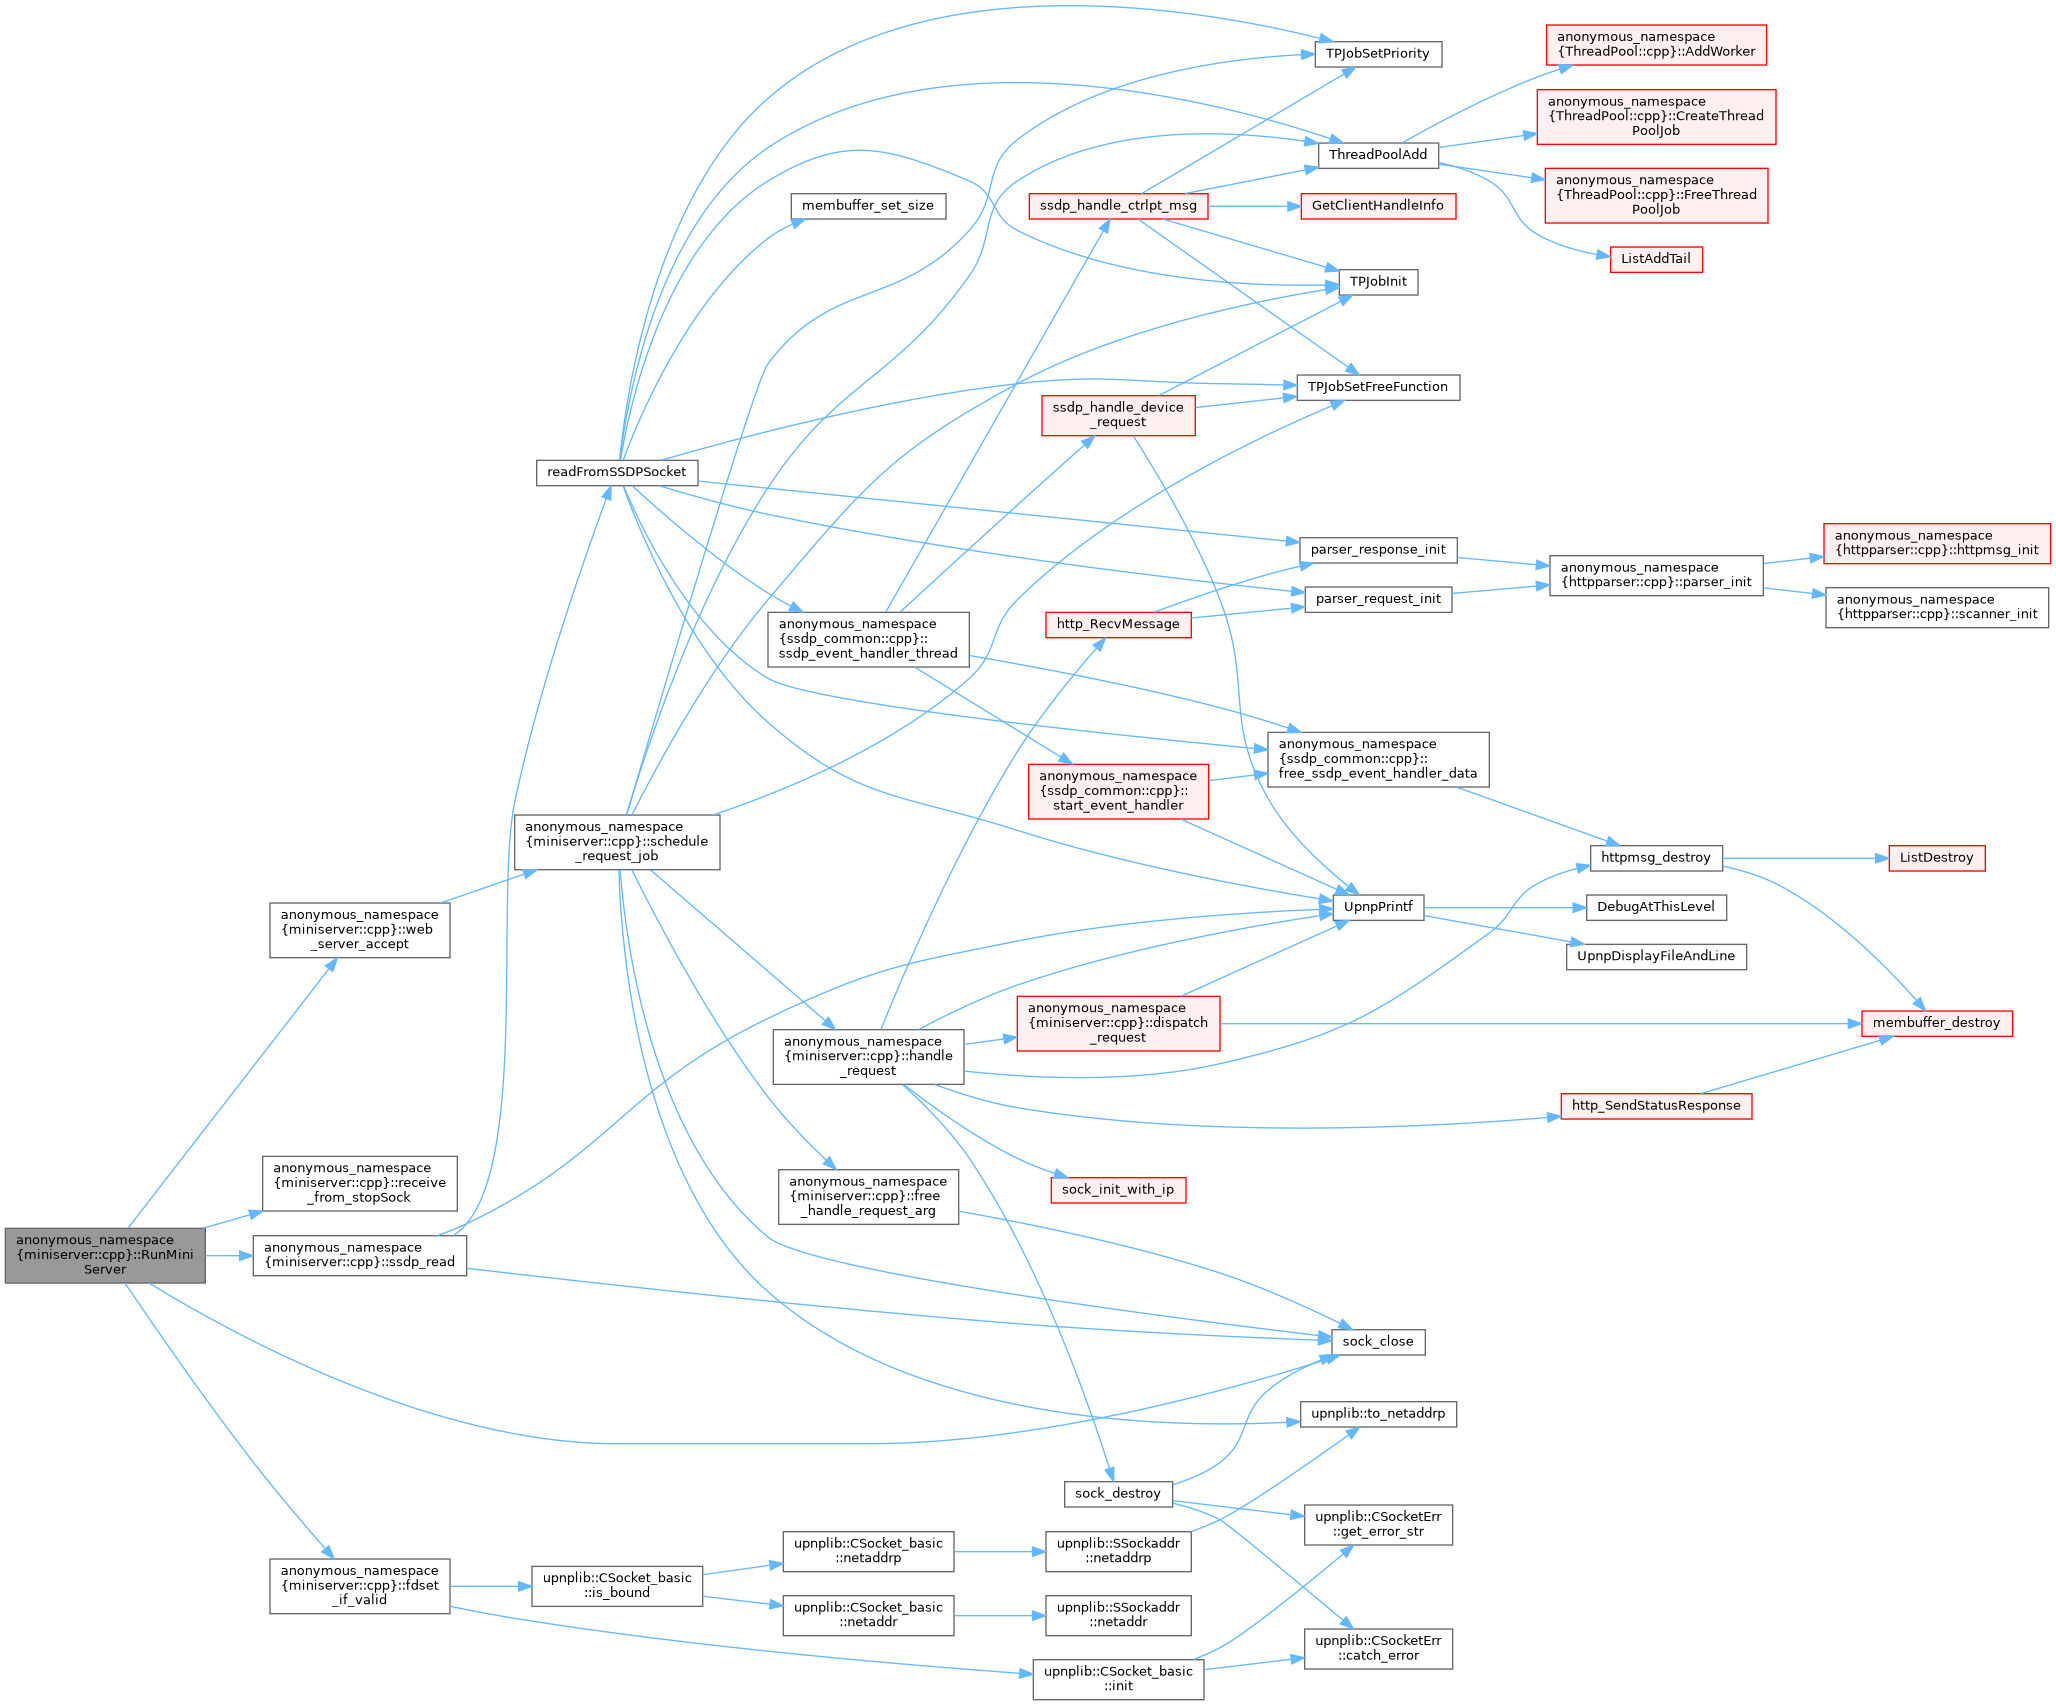 TPJobSetPriority
anonymous_namespace
{ThreadPool::cpp}::AddWorker
anonymous_namespace
{ThreadPool::cpp}::CreateThread
PoolJob
ThreadPoolAdd
anonymous_namespace
{ThreadPool::cpp}::FreeThread
PoolJob
membuffer_set_size
ssdp_handle_ctrlpt_msg
GetClientHandleInfo
ListAddTail
TPJobInit
TPJobSetFreeFunction
ssdp_handle_device
_request
readFromSSDPSocket
parser_response_init
anonymous_namespace
{httpparser::cpp}::httpmsg_init
anonymous_namespace
{httpparser::cpp}::parser_init
parser_request_init
anonymous_namespace
{httpparser::cpp}::scanner_init
anonymous_namespace
{ssdp_common::cpp}::
ssdp_event_handler_thread
http_RecvMessage
anonymous_namespace
{ssdp_common::cpp}::
free_ssdp_event_handler_data
anonymous_namespace
{ssdp_common::cpp}::
start_event_handler
anonymous_namespace
{miniserver::cpp}::schedule
_request_job
httpmsg_destroy
ListDestroy
UpnpPrintf
DebugAtThisLevel
anonymous_namespace
{miniserver::cpp}::web
_server_accept
UpnpDisplayFileAndLine
anonymous_namespace
{miniserver::cpp}::dispatch
_request
membuffer_destroy
anonymous_namespace
{miniserver::cpp}::handle
_request
http_SendStatusResponse
anonymous_namespace
{miniserver::cpp}::receive
_from_stopSock
anonymous_namespace
{miniserver::cpp}::free
_handle_request_arg
sock_init_with_ip
anonymous_namespace
{miniserver::cpp}::RunMini
Server
anonymous_namespace
{miniserver::cpp}::ssdp_read
sock_close
upnplib::to_netaddrp
sock_destroy
upnplib::CSocketErr
::get_error_str
upnplib::CSocket_basic
::netaddrp
upnplib::SSockaddr
::netaddrp
anonymous_namespace
{miniserver::cpp}::fdset
_if_valid
upnplib::CSocket_basic
::is_bound
upnplib::CSocket_basic
::netaddr
upnplib::SSockaddr
::netaddr
upnplib::CSocketErr
::catch_error
upnplib::CSocket_basic
::init